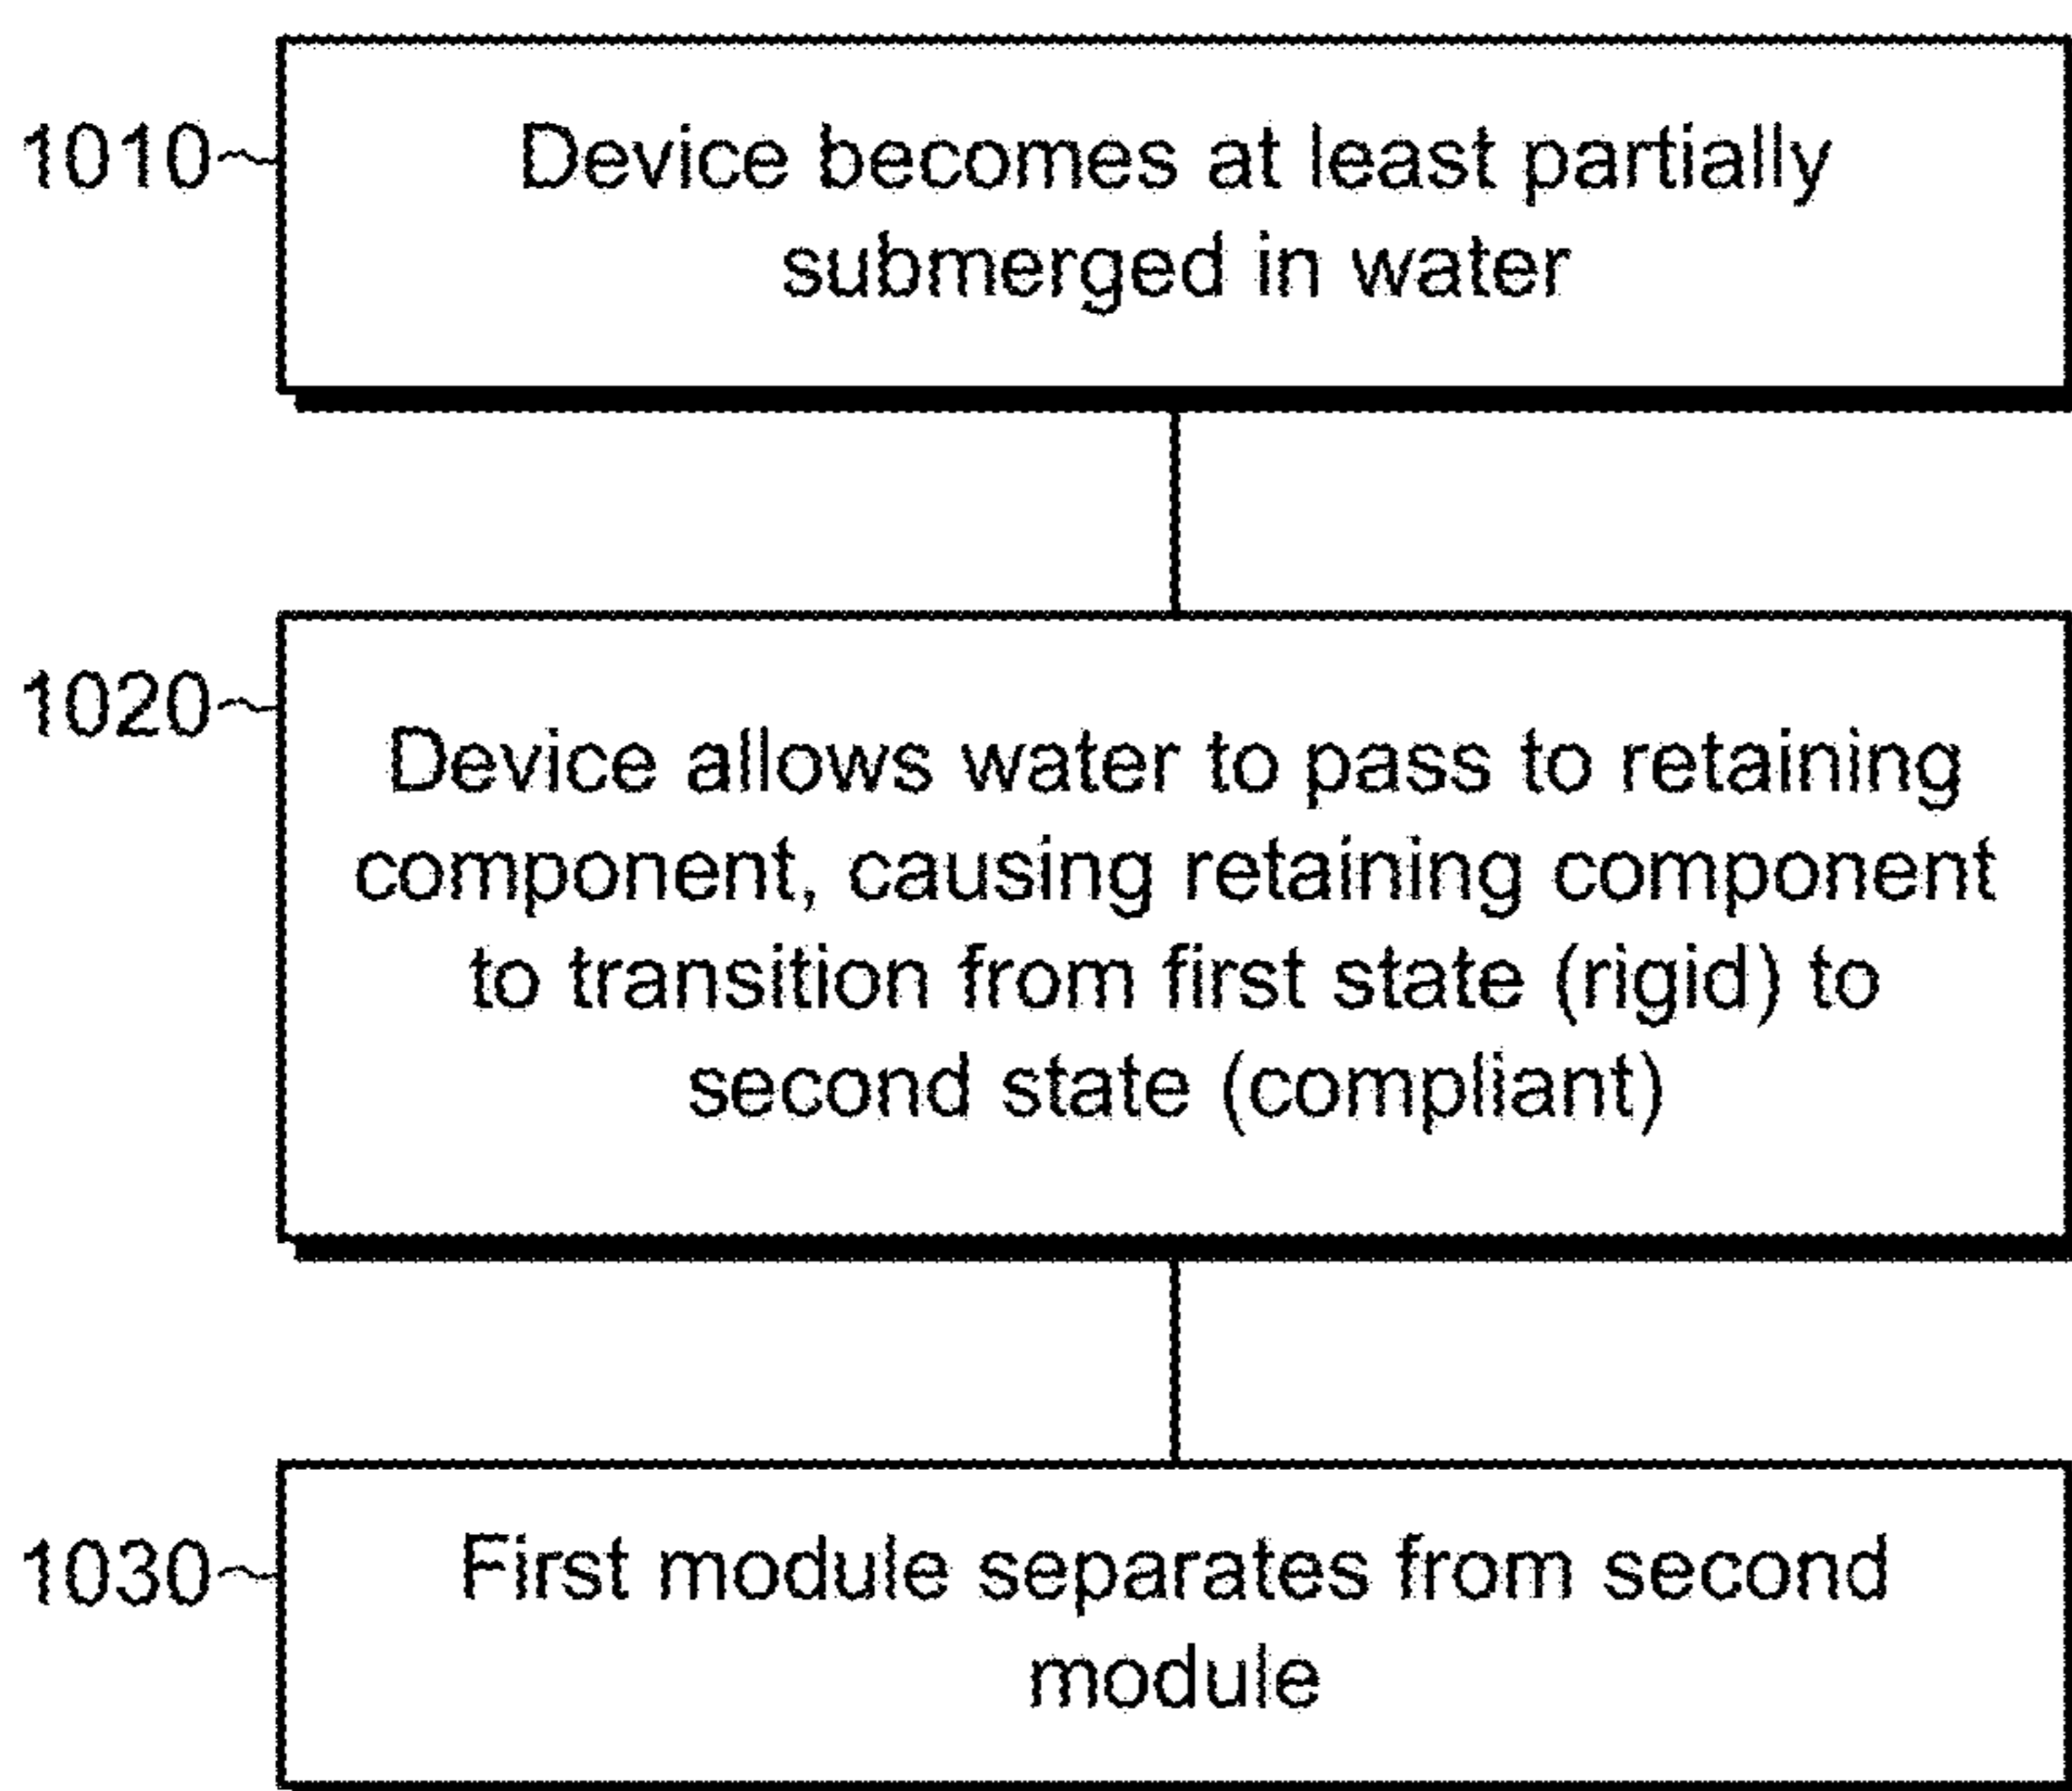 1010
Device becomes at least partially
submerged in water
1020
Device allows water to pass to retaining
component, causing retaining component
to transition from first state (rigid) to
second state (compliant)
1030
First module separates from second
module